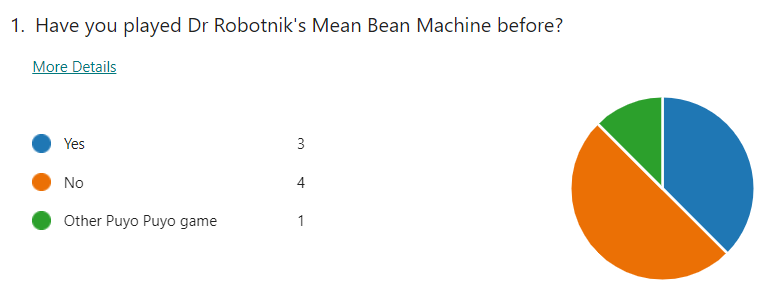 1. Have you played Dr Robotnik's Mean Bean Machine before?
More Details
Yes 3
No 4
Other Puyo Puyo game 1